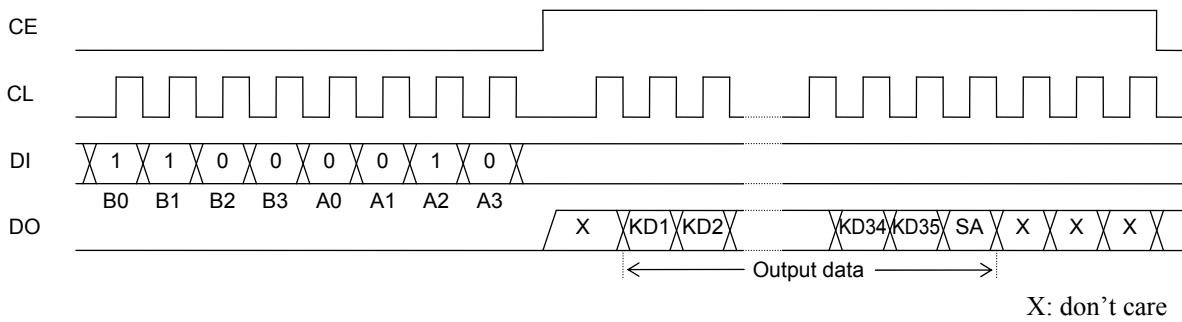 CE
CL
DI 1 1 0 0 0 0 1 0
B0 B1 B2 B3 A0 A1 A2 A3
DO X KD1 KD2 KD34 KD35 SA X X X
Output data
X: don’t care